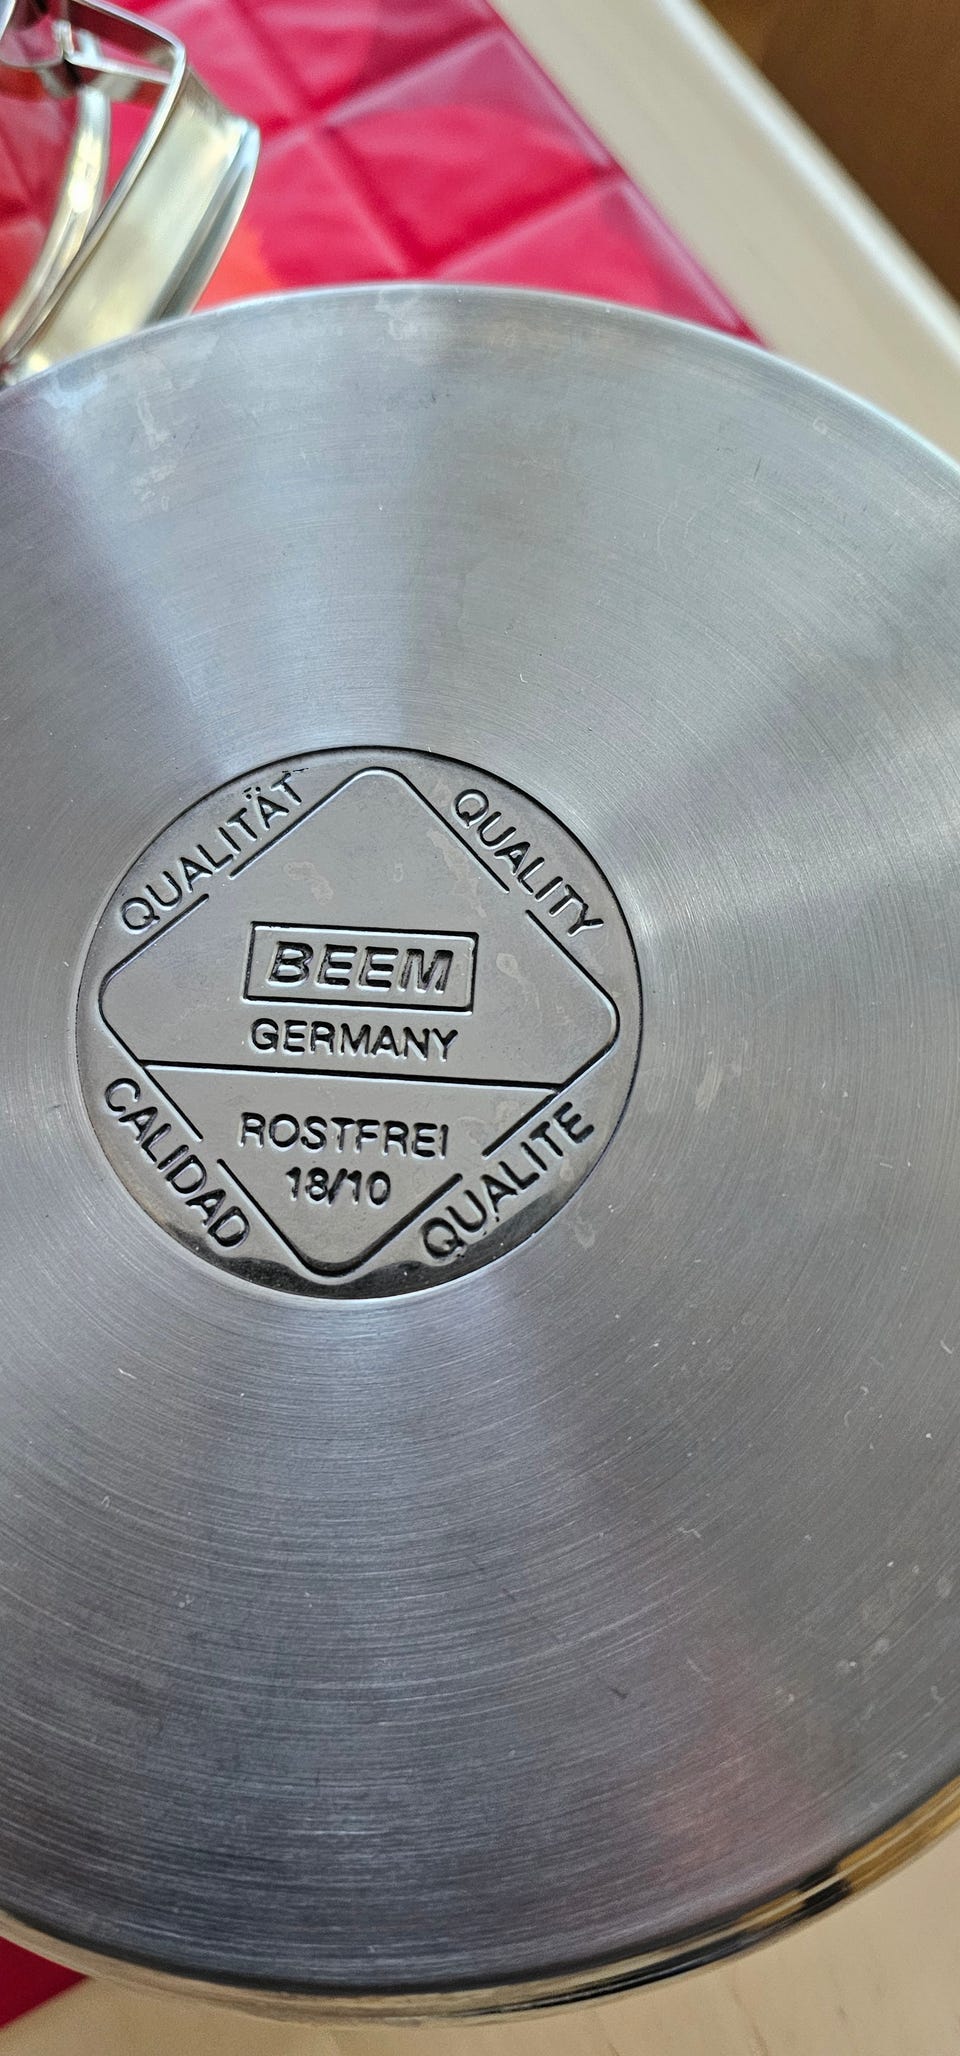 QUALITÄT
QUALITY
BEEM
GERMANY
ROSTFREI
18/10
CALIDAD
QUALITE